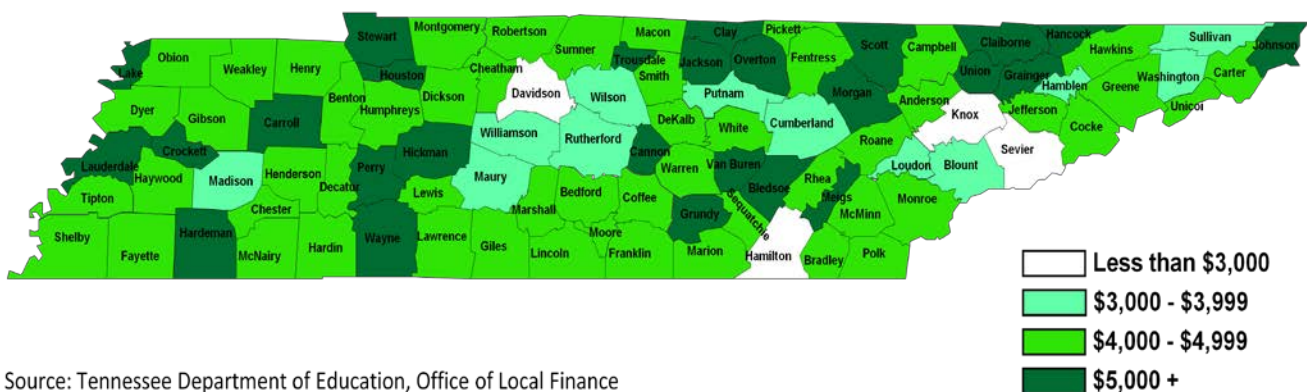 Stewart
Montgomery
Robertson
Sumner
Macon
Clay
Pickett
Scott
Campbell
Claiborne
Hancock
Hawkins
Sullivan
Johnson
Lake
Obion
Weakley
Henry
Houston
Cheatham
Trousdale
Smith
Jackson
Overton
Fentress
Union
Grainger
Hamblen
Washington
Carter
Greene
Unicoi
Dyer
Gibson
Carroll
Benton
Humphreys
Dickson
Davidson
Wilson
Putnam
Morgan
Anderson
Knox
Jefferson
Cocke
Sevier
Lauderdale
Crockett
Haywood
Madison
Henderson
Decatur
Perry
Hickman
Williamson
Rutherford
Cannon
DeKalb
White
Cumberland
Roane
Loudon
Blount
Tipton
Chester
Lewis
Maury
Marshall
Bedford
Coffee
Warren
Van Buren
Bledsoe
Rhea
Meigs
McMinn
Monroe
Shelby
Fayette
Hardeman
McNairy
Hardin
Wayne
Lawrence
Giles
Lincoln
Moore
Franklin
Grundy
Marion
Sequatchie
Hamilton
Bradley
Polk
Less than $3,000
$3,000 - $3,999
$4,000 - $4,999
$5,000 +
Source: Tennessee Department of Education, Office of Local Finance